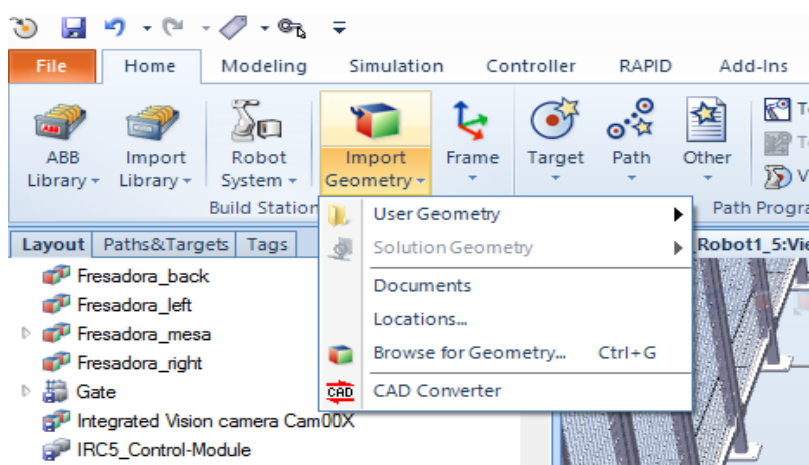 File Home Modeling Simulation Controller RAPID Add-Ins
ABB Library Import Library Robot System Import Geometry Frame Target Path Other
Build Station Path Progra
Layout Paths&Targets Tags Robot1_5:Vie
User Geometry
Solution Geometry
Documents
Locations...
Browse for Geometry... Ctrl+G
CAD CAD Converter
Fresadora_back
Fresadora_left
Fresadora_mesa
Fresadora_right
Gate
Integrated Vision camera Cam00X
IRC5_Control-Module